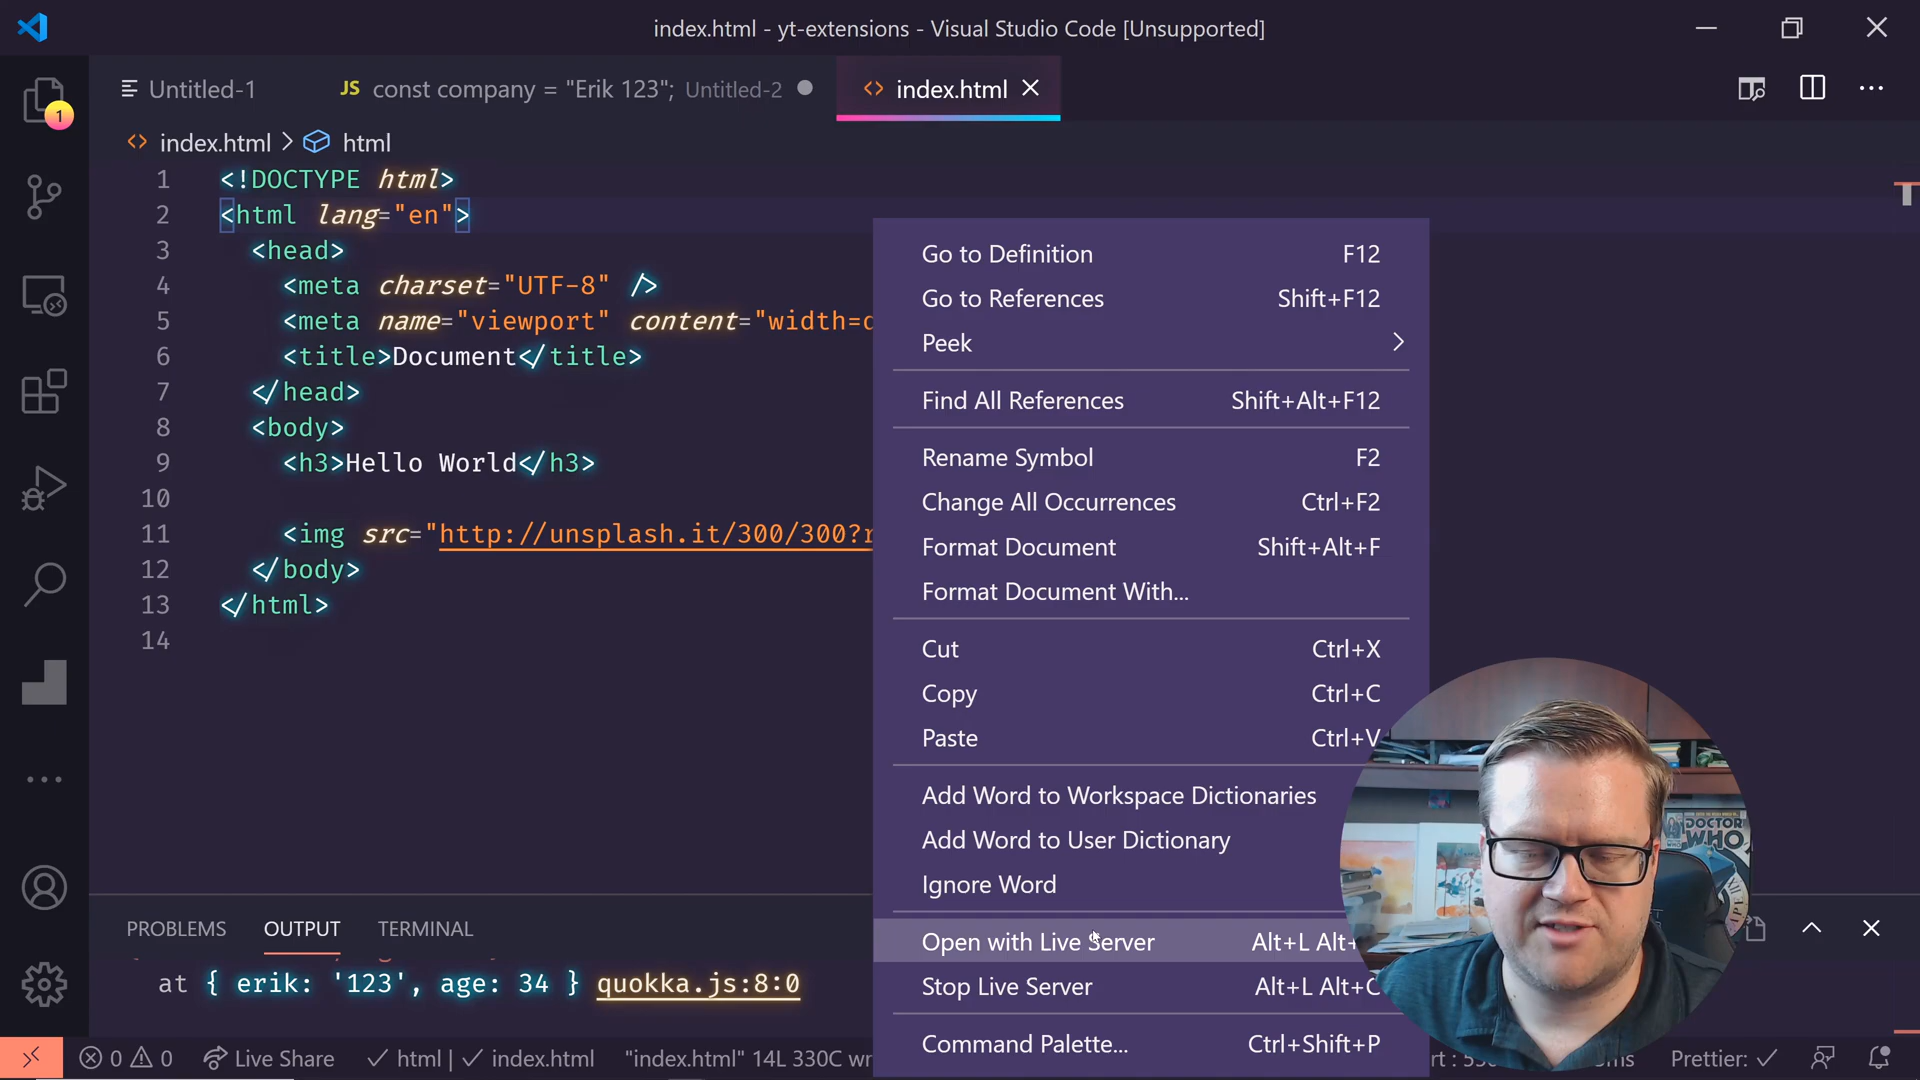 index.html - yt-extensions - Visual Studio Code [Unsupported]
Untitled-1
JS const company = "Erik 123"; Untitled-2
<> index.html
1
<> index.html > html
1 <!DOCTYPE html>
2 <html lang="en">
3 <head>
4 <meta charset="UTF-8" />
5 <meta name="viewport" content="width=
6 <title>Document</title>
7 </head>
8 <body>
9 <h3>Hello World</h3>
10
11 <img src="http://unsplash.it/300/300?
12 </body>
13 </html>
14
Go to Definition F12
Go to References Shift+F12
Peek
Find All References Shift+Alt+F12
Rename Symbol F2
Change All Occurrences Ctrl+F2
Format Document Shift+Alt+F
Format Document With...
Cut Ctrl+X
Copy Ctrl+C
Paste Ctrl+V
Add Word to Workspace Dictionaries
Add Word to User Dictionary
Ignore Word
Open with Live Server Alt+L Alt+
Stop Live Server Alt+L Alt+C
Command Palette... Ctrl+Shift+P
DOCTOR
WHO
PROBLEMS OUTPUT TERMINAL
at { erik: '123', age: 34 } quokka.js:8:0
0 0 Live Share ✓ html | ✓ index.html "index.html" 14L 330C Prettier: ✓